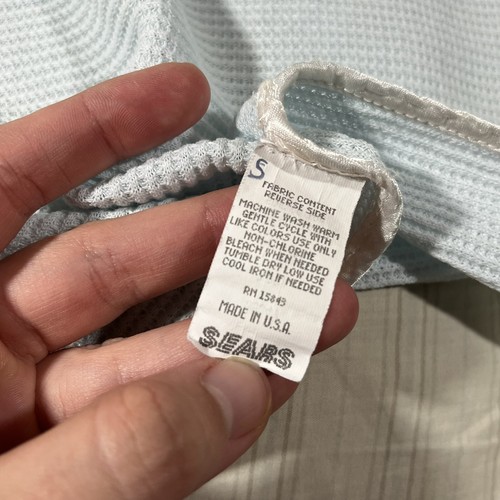 S
FABRIC CONTENT
REVERSE SIDE
MACHINE WASH WARM
GENTLE CYCLE WITH
LIKE COLORS USE ONLY
NON-CHLORINE
BLEACH WHEN NEEDED
TUMBLE DRY LOW USE
COOL IRON IF NEEDED
RN 15843
MADE IN U.S.A.
SEARS